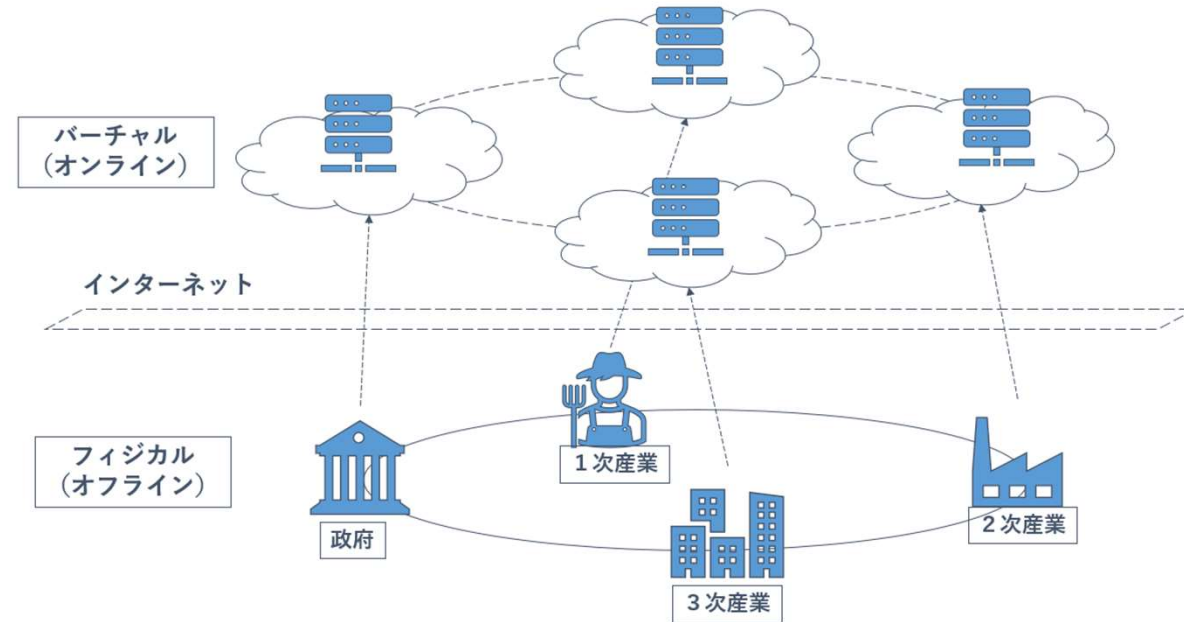 バーチャル
（オンライン）
インターネット
フィジカル
（オフライン）
１次産業
政府
２次産業
３次産業